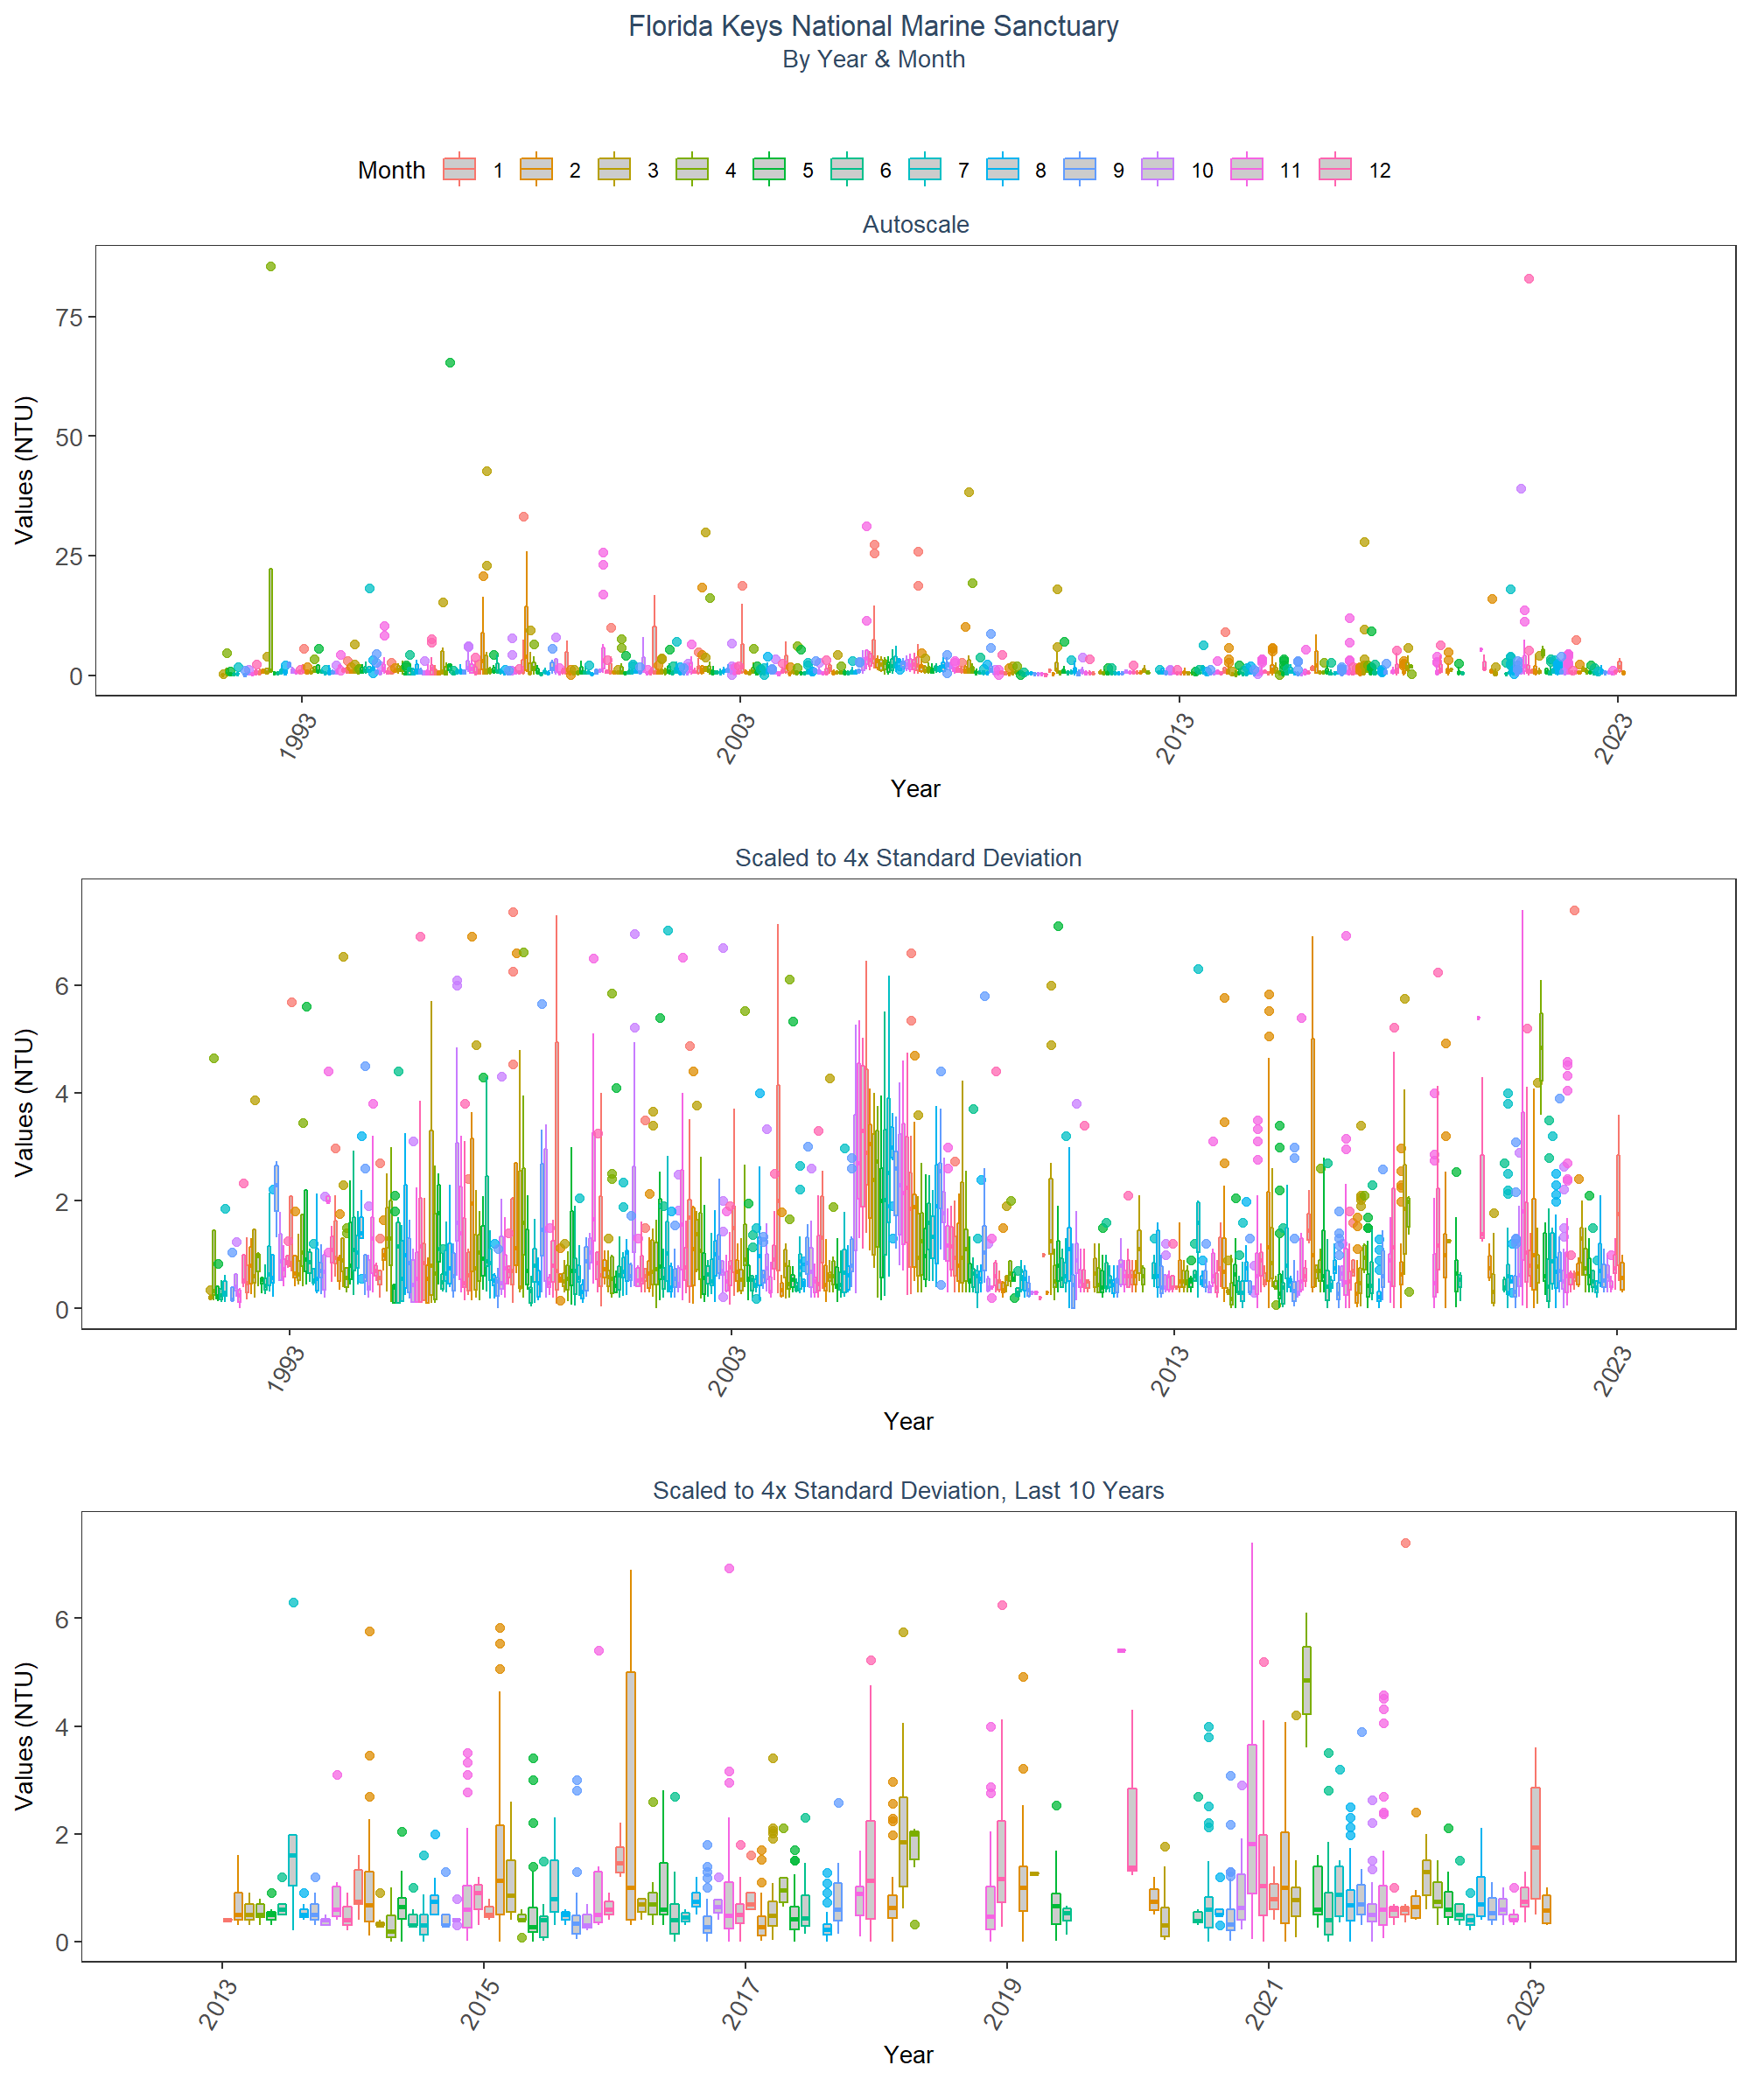 Florida Keys National Marine Sanctuary
By Year & Month
Month 1 2 3 4 5 6 7 8 9 10 11 12
Autoscale
Values (NTU)
75
50
25
0
1993 2003 2013 2023
Year
Scaled to 4x Standard Deviation
Values (NTU)
6
4
2
0
1993 2003 2013 2023
Year
Scaled to 4x Standard Deviation, Last 10 Years
Values (NTU)
6
4
2
0
2013 2015 2017 2019 2021 2023
Year